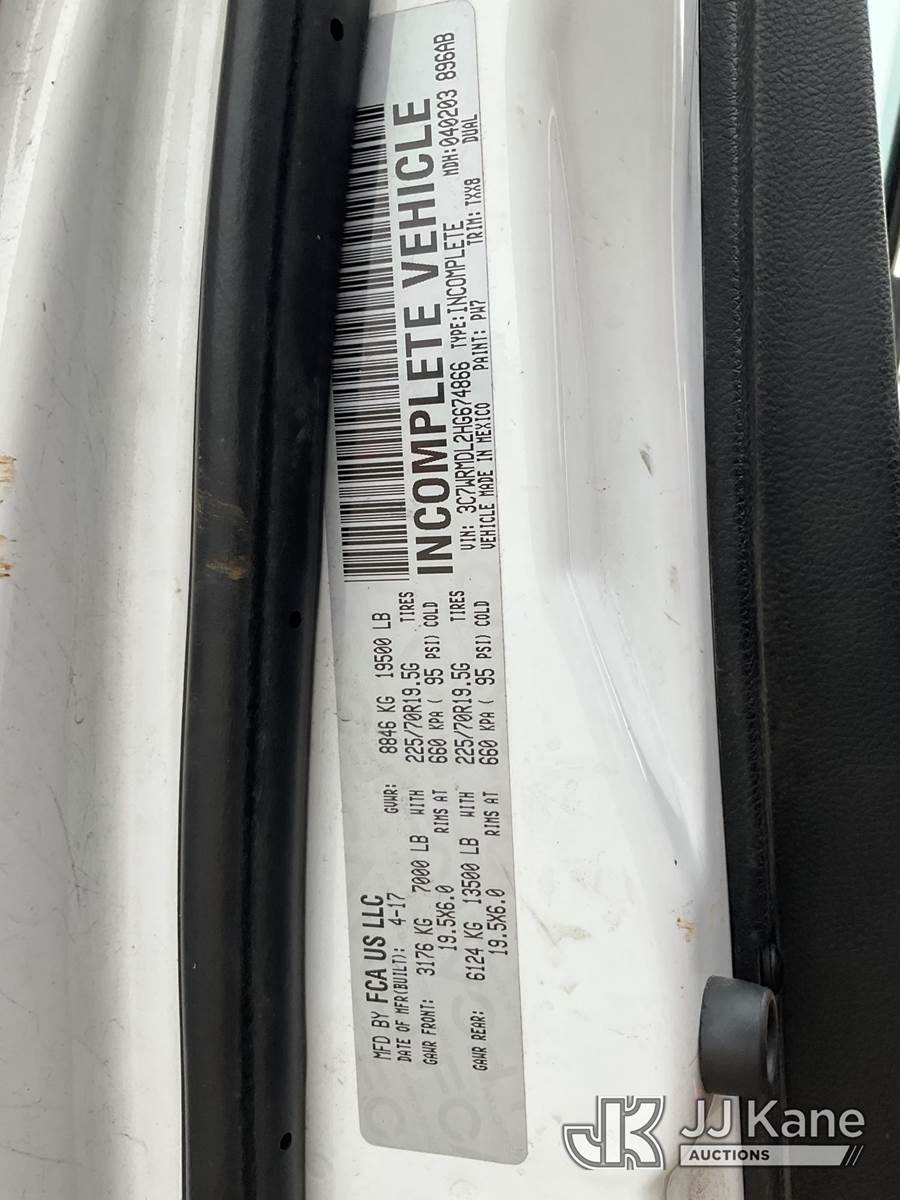 MFD BY FCA US LLC
DATE OF MFR(BUILT): 4-17
GVWR: 8846 KG 19500 LB
GAWR FRONT: 3176 KG 7000 LB WITH 225/70R19.5G TIRES
19.5X6.0 RIMS AT 660 KPA ( 95 PSI) COLD
GAWR REAR: 6124 KG 13500 LB WITH 225/70R19.5G TIRES
19.5X6.0 RIMS AT 660 KPA ( 95 PSI) COLD
INCOMPLETE VEHICLE
MDH:040203 896AB
VIN: 3C7WRMDL2HG674866 TYPE:INCOMPLETE DUAL
VEHICLE MADE IN MEXICO PAINT: PW7 TRIM: TXX8
JK JJKane
AUCTIONS